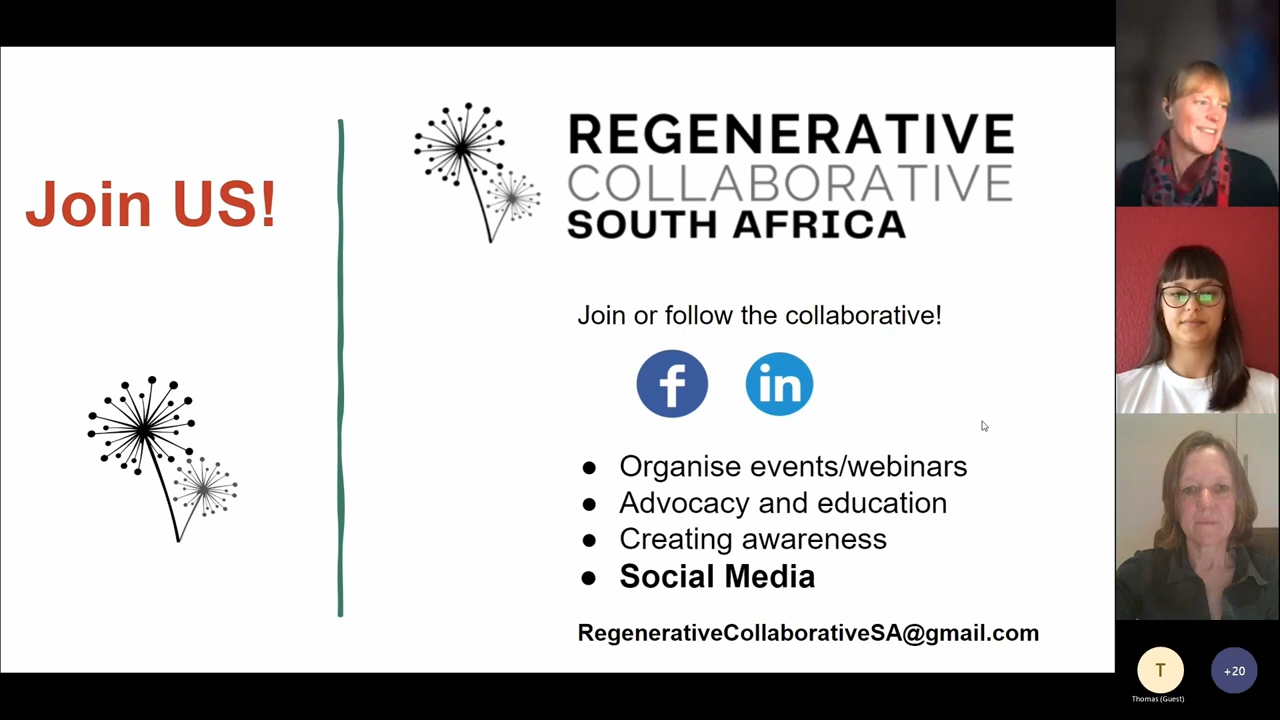 Join US!
REGENERATIVE
COLLABORATIVE
SOUTH AFRICA
Join or follow the collaborative!
f
in
● Organise events/webinars
● Advocacy and education
● Creating awareness
● Social Media
RegenerativeCollaborativeSA@gmail.com
T
Thomas (Guest)
+20